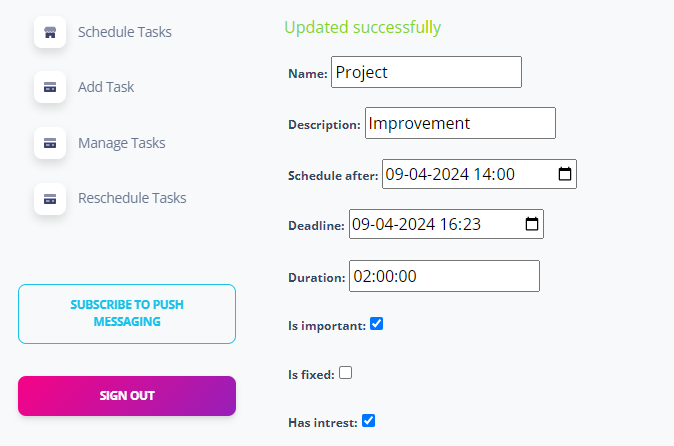 Schedule Tasks
Add Task
Manage Tasks
Reschedule Tasks
SUBSCRIBE TO PUSH
MESSAGING
SIGN OUT
Updated successfully
Name: Project
Description: Improvement
Schedule after: 09-04-2024 14:00
Deadline: 09-04-2024 16:23
Duration: 02:00:00
Is important:
Is fixed:
Has intrest: